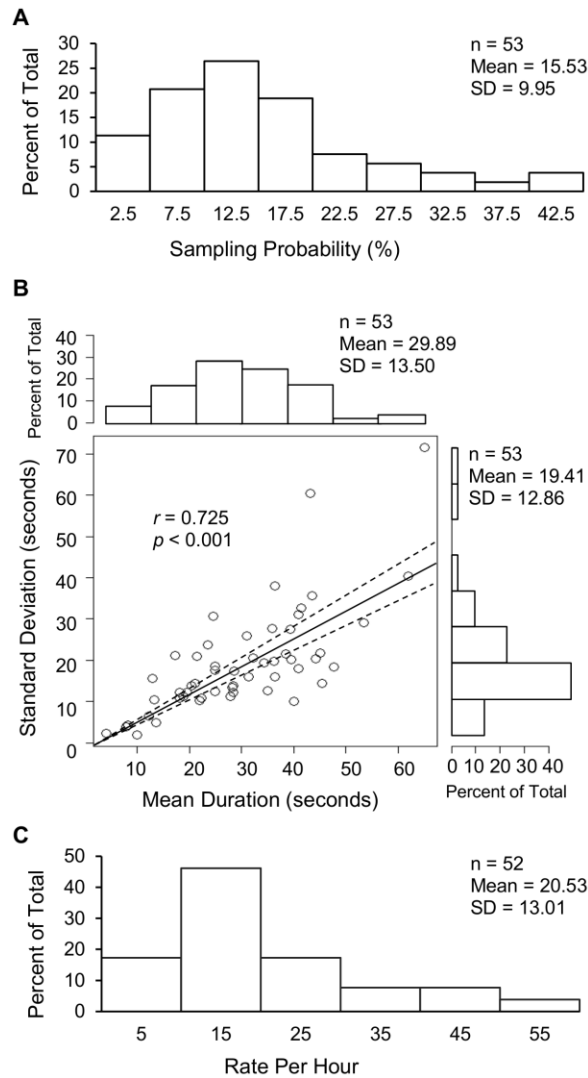 A
Percent of Total
30
25
20
15
10
5
0
n = 53
Mean = 15.53
SD = 9.95
2.5 7.5 12.5 17.5 22.5 27.5 32.5 37.5 42.5
Sampling Probability (%)
B
Percent of Total
40
30
20
10
0
n = 53
Mean = 29.89
SD = 13.50
Standard Deviation (seconds)
70
60
50
40
30
20
10
0
r = 0.725
p < 0.001
10 20 30 40 50 60
Mean Duration (seconds)
n = 53
Mean = 19.41
SD = 12.86
0 10 20 30 40
Percent of Total
C
Percent of Total
50
40
30
20
10
0
n = 52
Mean = 20.53
SD = 13.01
5 15 25 35 45 55
Rate Per Hour